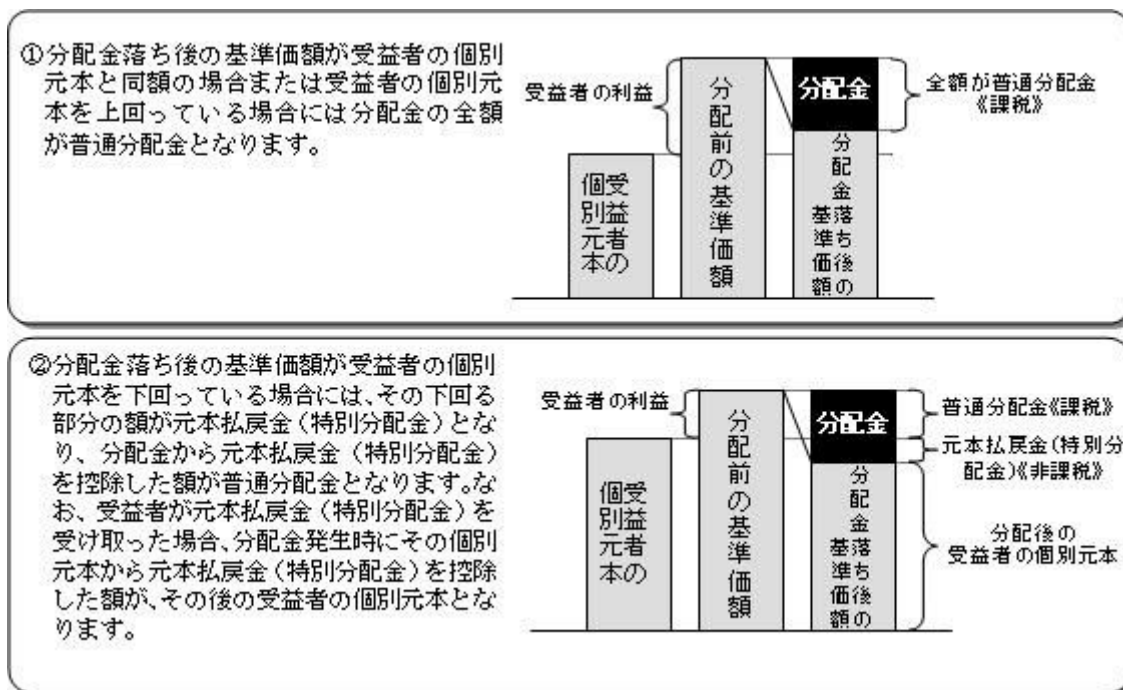 ①分配金落ち後の基準価額が受益者の個別
元本と同額の場合または受益者の個別元
本を上回っている場合には分配金の全額
が普通分配金となります。
受益者の利益
受益者の
個別元本
分配前の基準価額
分配金
分配金落ち後の
基準価額
全額が普通分配金
《課税》
②分配金落ち後の基準価額が受益者の個別
元本を下回っている場合には、その下回る
部分の額が元本払戻金（特別分配金）とな
り、分配金から元本払戻金（特別分配金）
を控除した額が普通分配金となります。な
お、受益者が元本払戻金（特別分配金）を
受け取った場合、分配金発生時にその個別
元本から元本払戻金（特別分配金）を控除
した額が、その後の受益者の個別元本とな
ります。
受益者の利益
受益者の
個別元本
分配前の基準価額
分配金
分配金落ち後の
基準価額
普通分配金《課税》
元本払戻金(特別分
配金)《非課税》
分配後の
受益者の個別元本